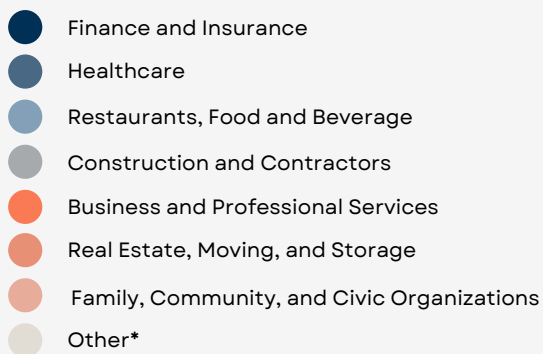 Finance and Insurance
Healthcare
Restaurants, Food and Beverage
Construction and Contractors
Business and Professional Services
Real Estate, Moving, and Storage
Family, Community, and Civic Organizations
Other*